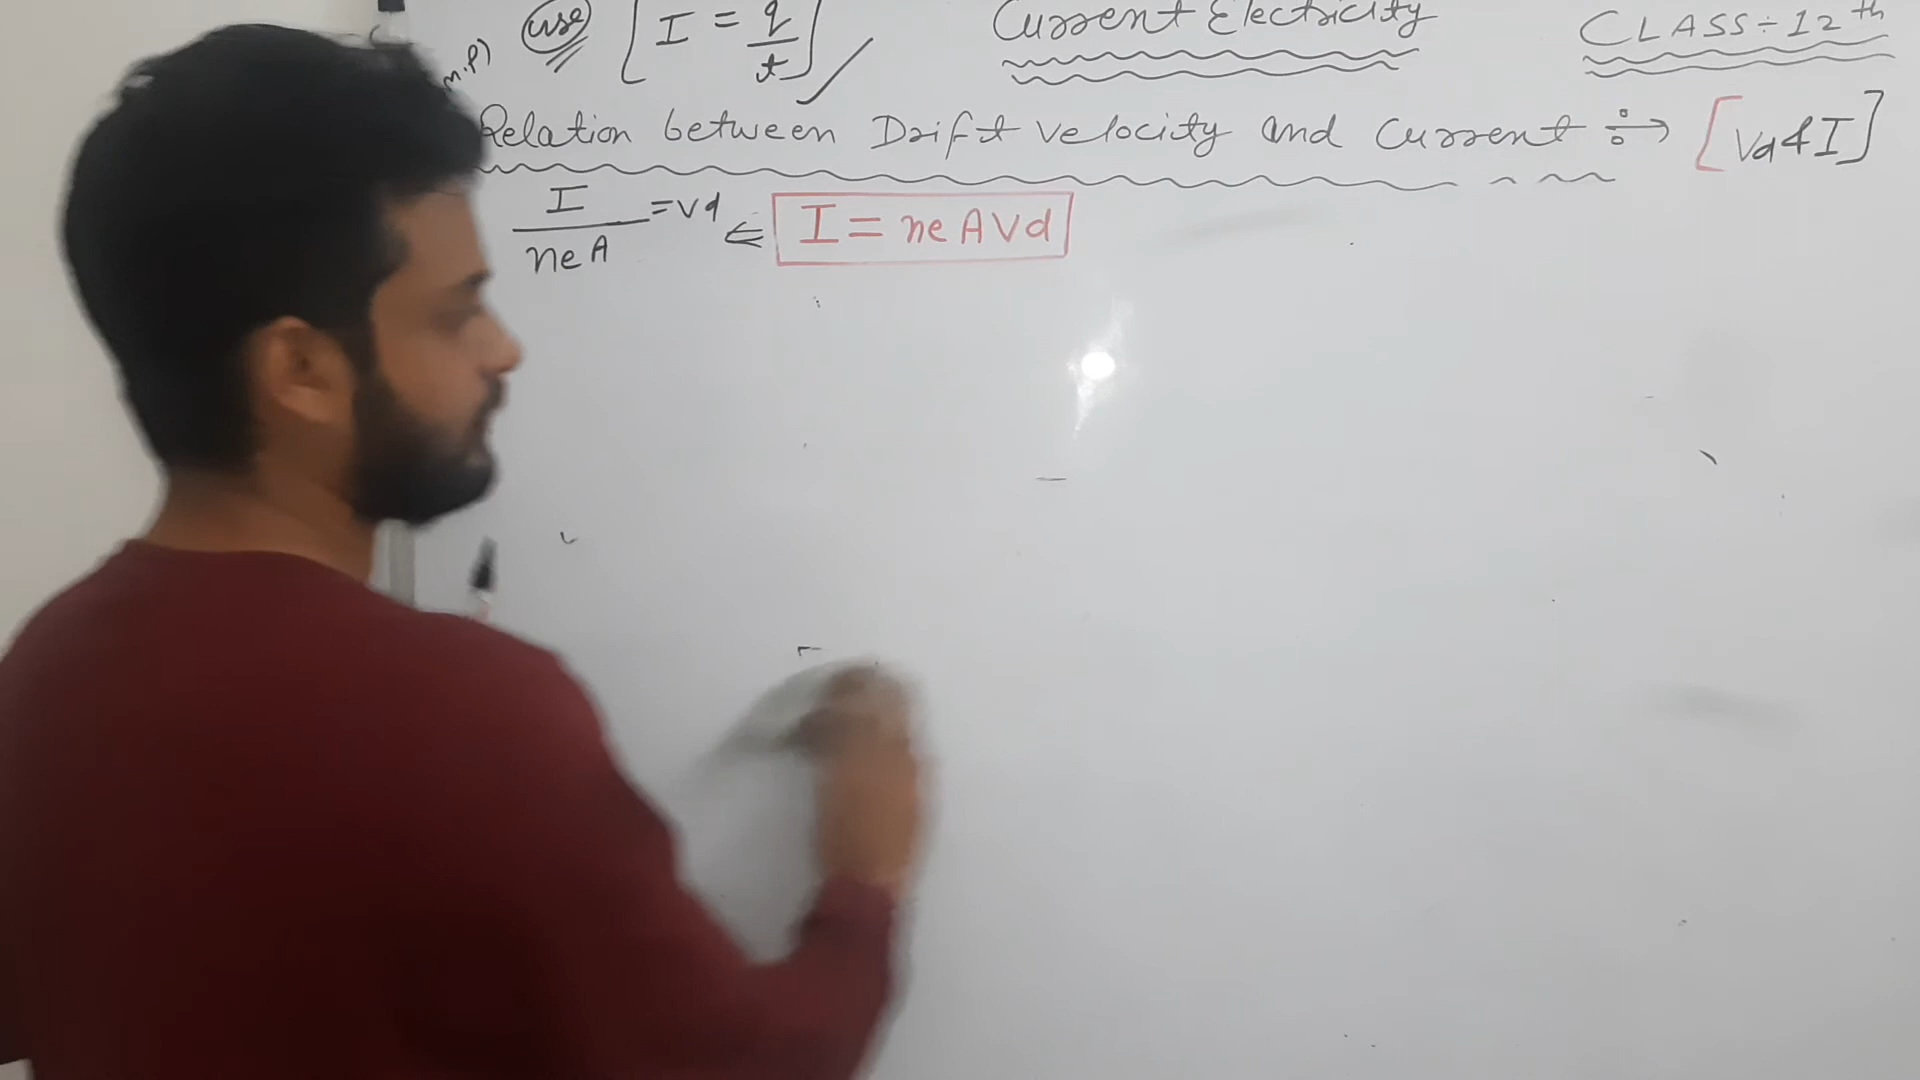 use [I = q/t]
Current Electricity
CLASS÷12th
m.p)
Relation between Drift velocity and Current ÷→ [Vd & I]
I/neA = Vd ⇐ I = neAVd